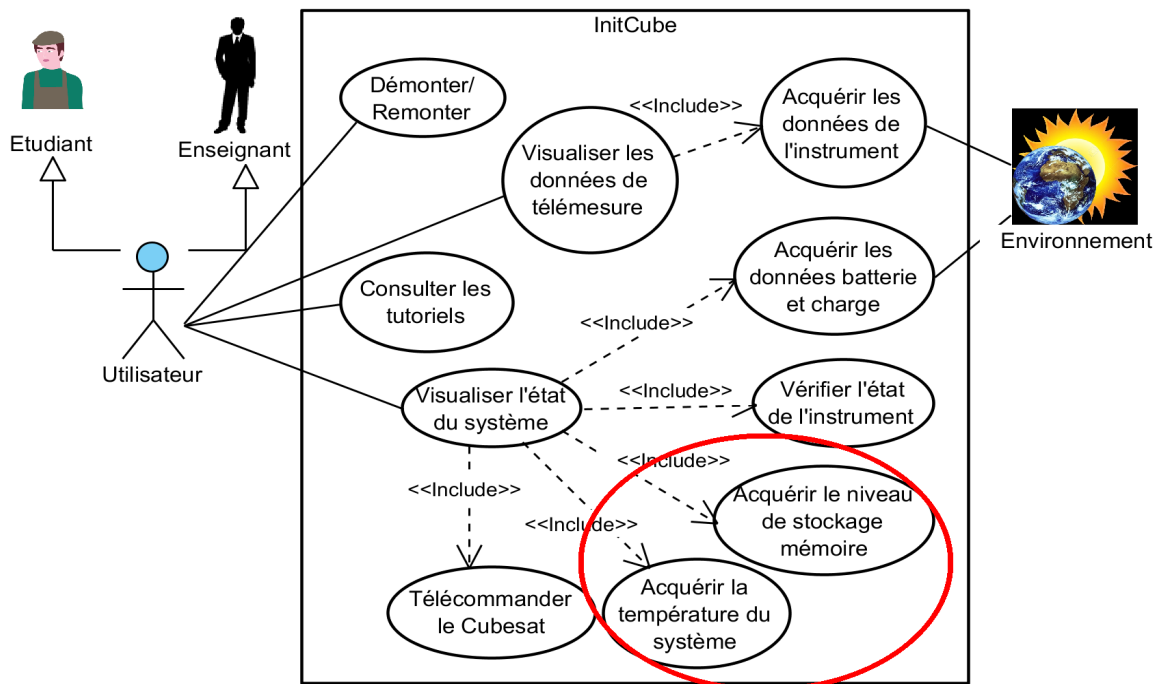 InitCube
Etudiant
Enseignant
Utilisateur
Démonter/
Remonter
Visualiser les
données de
télémesure
<<Include>>
Acquérir les
données de
l'instrument
Environnement
Consulter les
tutoriels
Acquérir les
données batterie
et charge
<<Include>>
Visualiser l'état
du système
<<Include>>
Vérifier l'état
de l'instrument
<<Include>>
Acquérir le niveau
de stockage
mémoire
<<Include>>
<<Include>>
Télécommander
le Cubesat
Acquérir la
température du
système